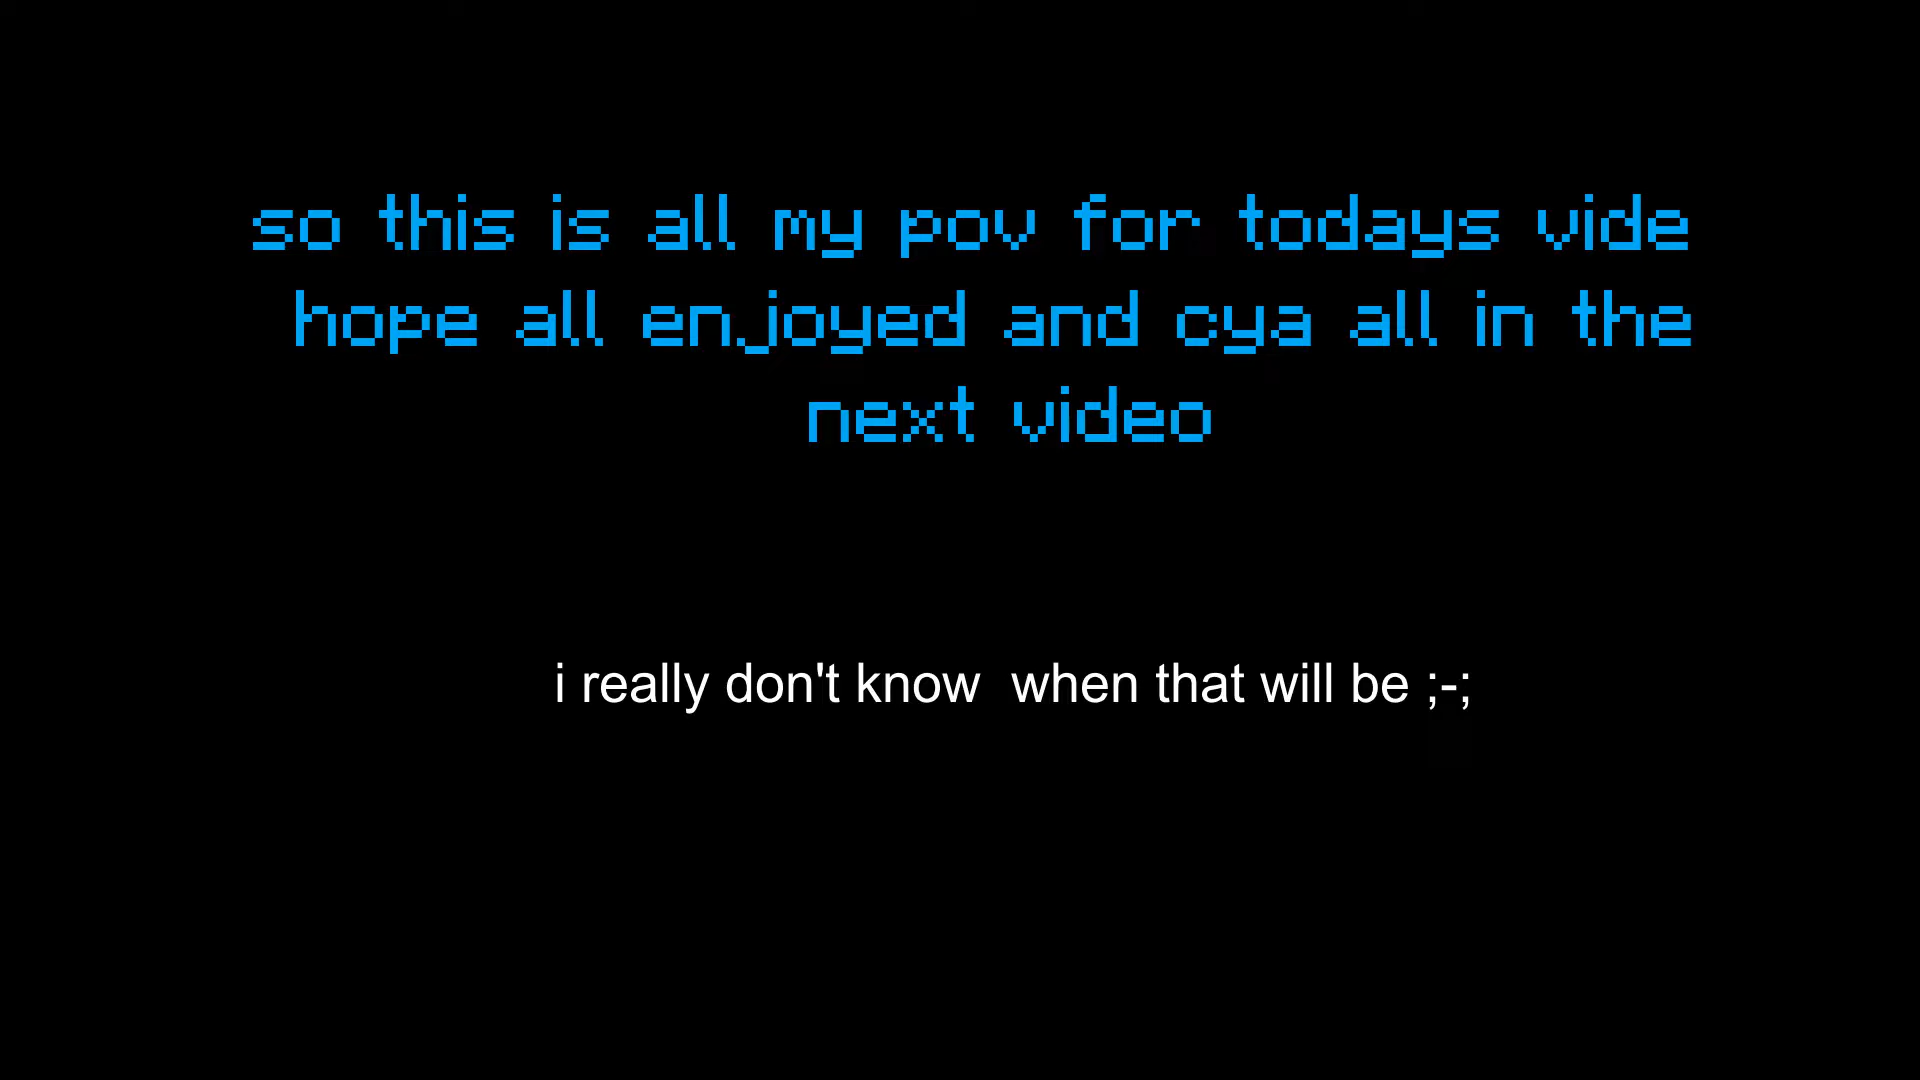 so this is all my pov for todays vide
hope all enjoyed and cya all in the
next video
i really don't know  when that will be ;-;